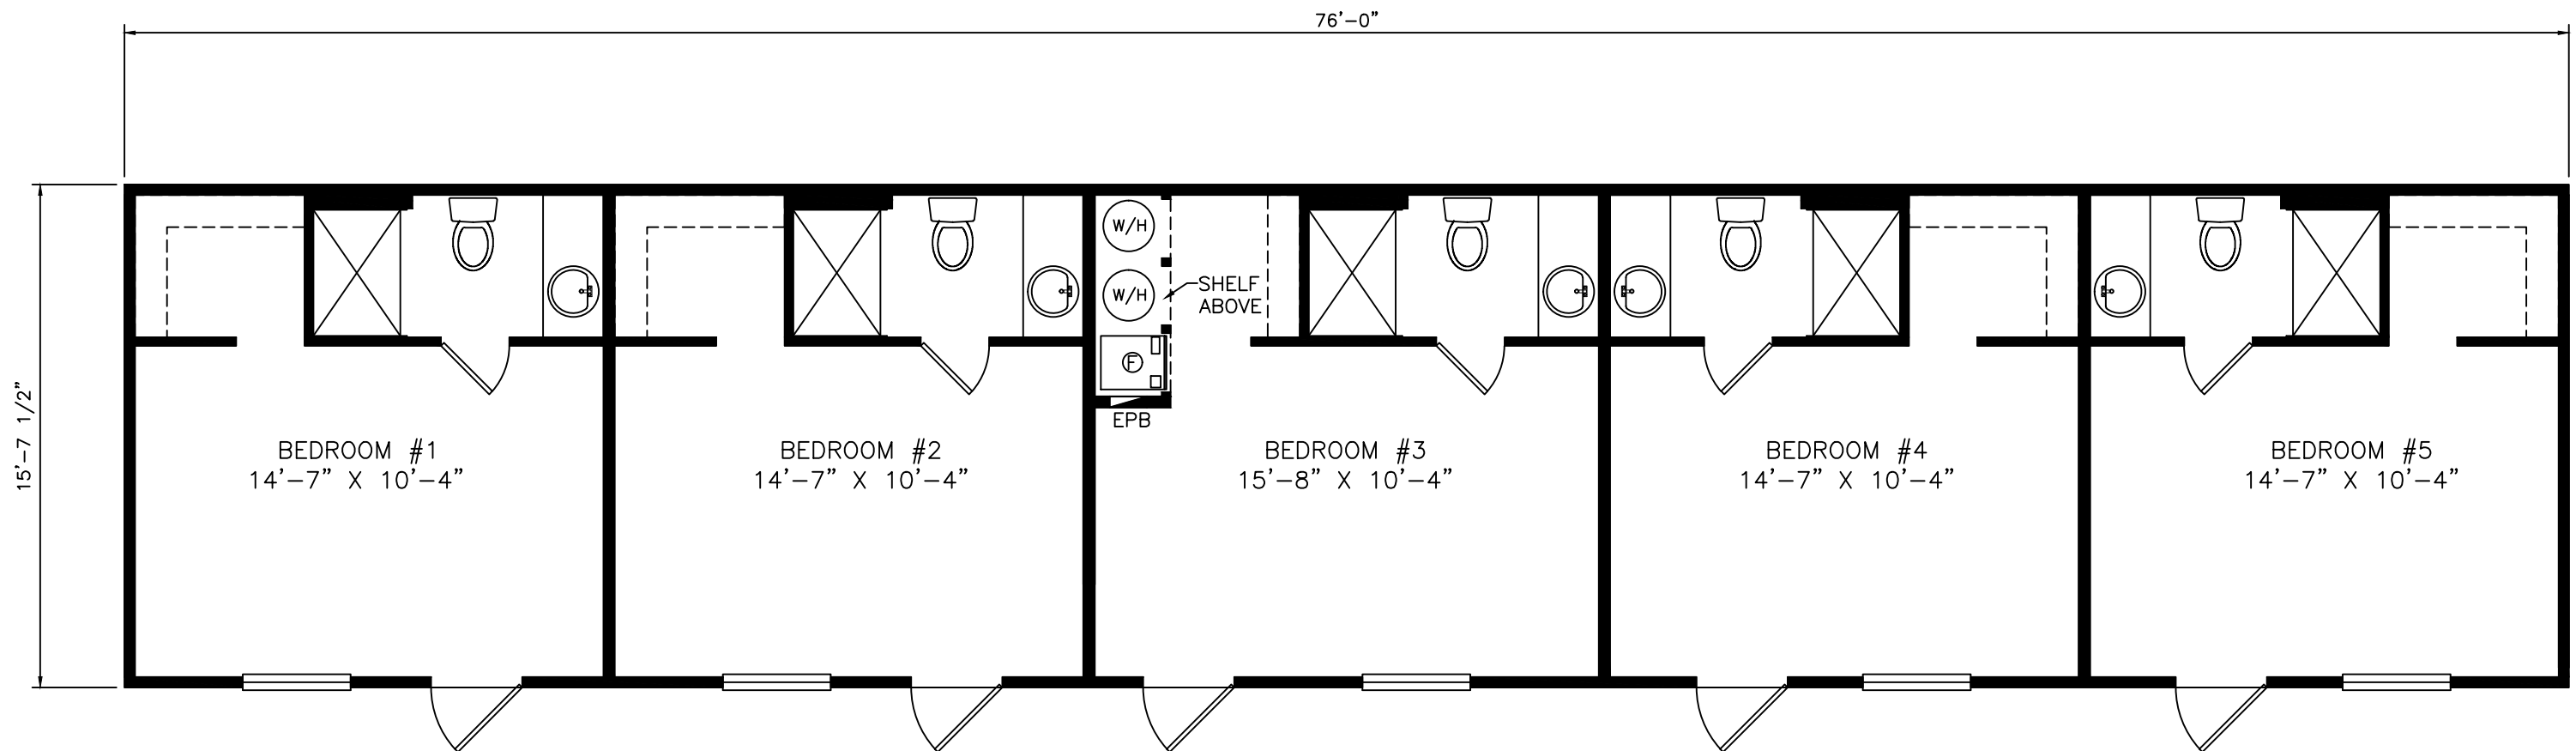 76'-0"
15'-7 1/2"
W/H
W/H
SHELF
ABOVE
F
EPB
BEDROOM #1
14'-7" X 10'-4"
BEDROOM #2
14'-7" X 10'-4"
BEDROOM #3
15'-8" X 10'-4"
BEDROOM #4
14'-7" X 10'-4"
BEDROOM #5
14'-7" X 10'-4"